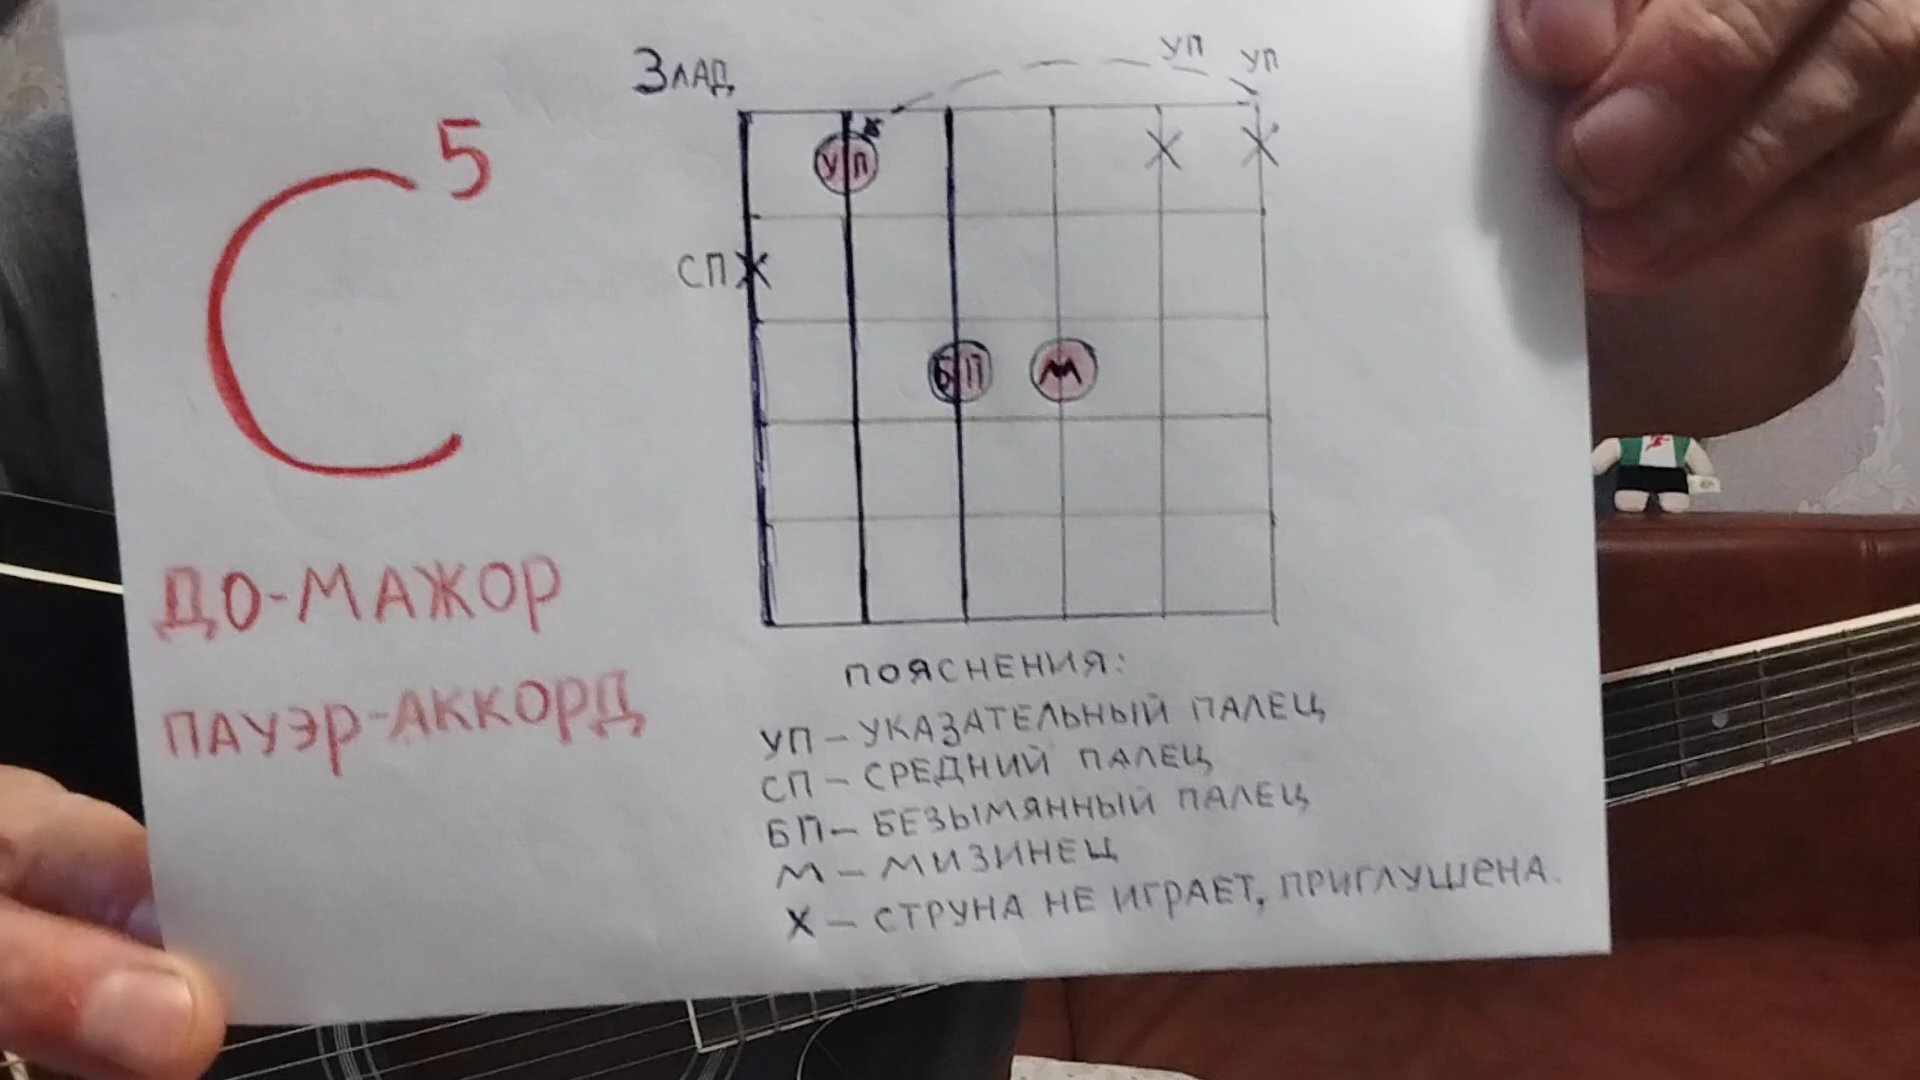 C5
ДО-МАЖОР
ПАУЭР-АККОРД
3 ЛАД
УП УП
УП
Х Х
СП Х
БП М
ПОЯСНЕНИЯ:
УП – УКАЗАТЕЛЬНЫЙ ПАЛЕЦ
СП – СРЕДНИЙ ПАЛЕЦ
БП – БЕЗЫМЯННЫЙ ПАЛЕЦ
М – МИЗИНЕЦ
Х – СТРУНА НЕ ИГРАЕТ, ПРИГЛУШЕНА.